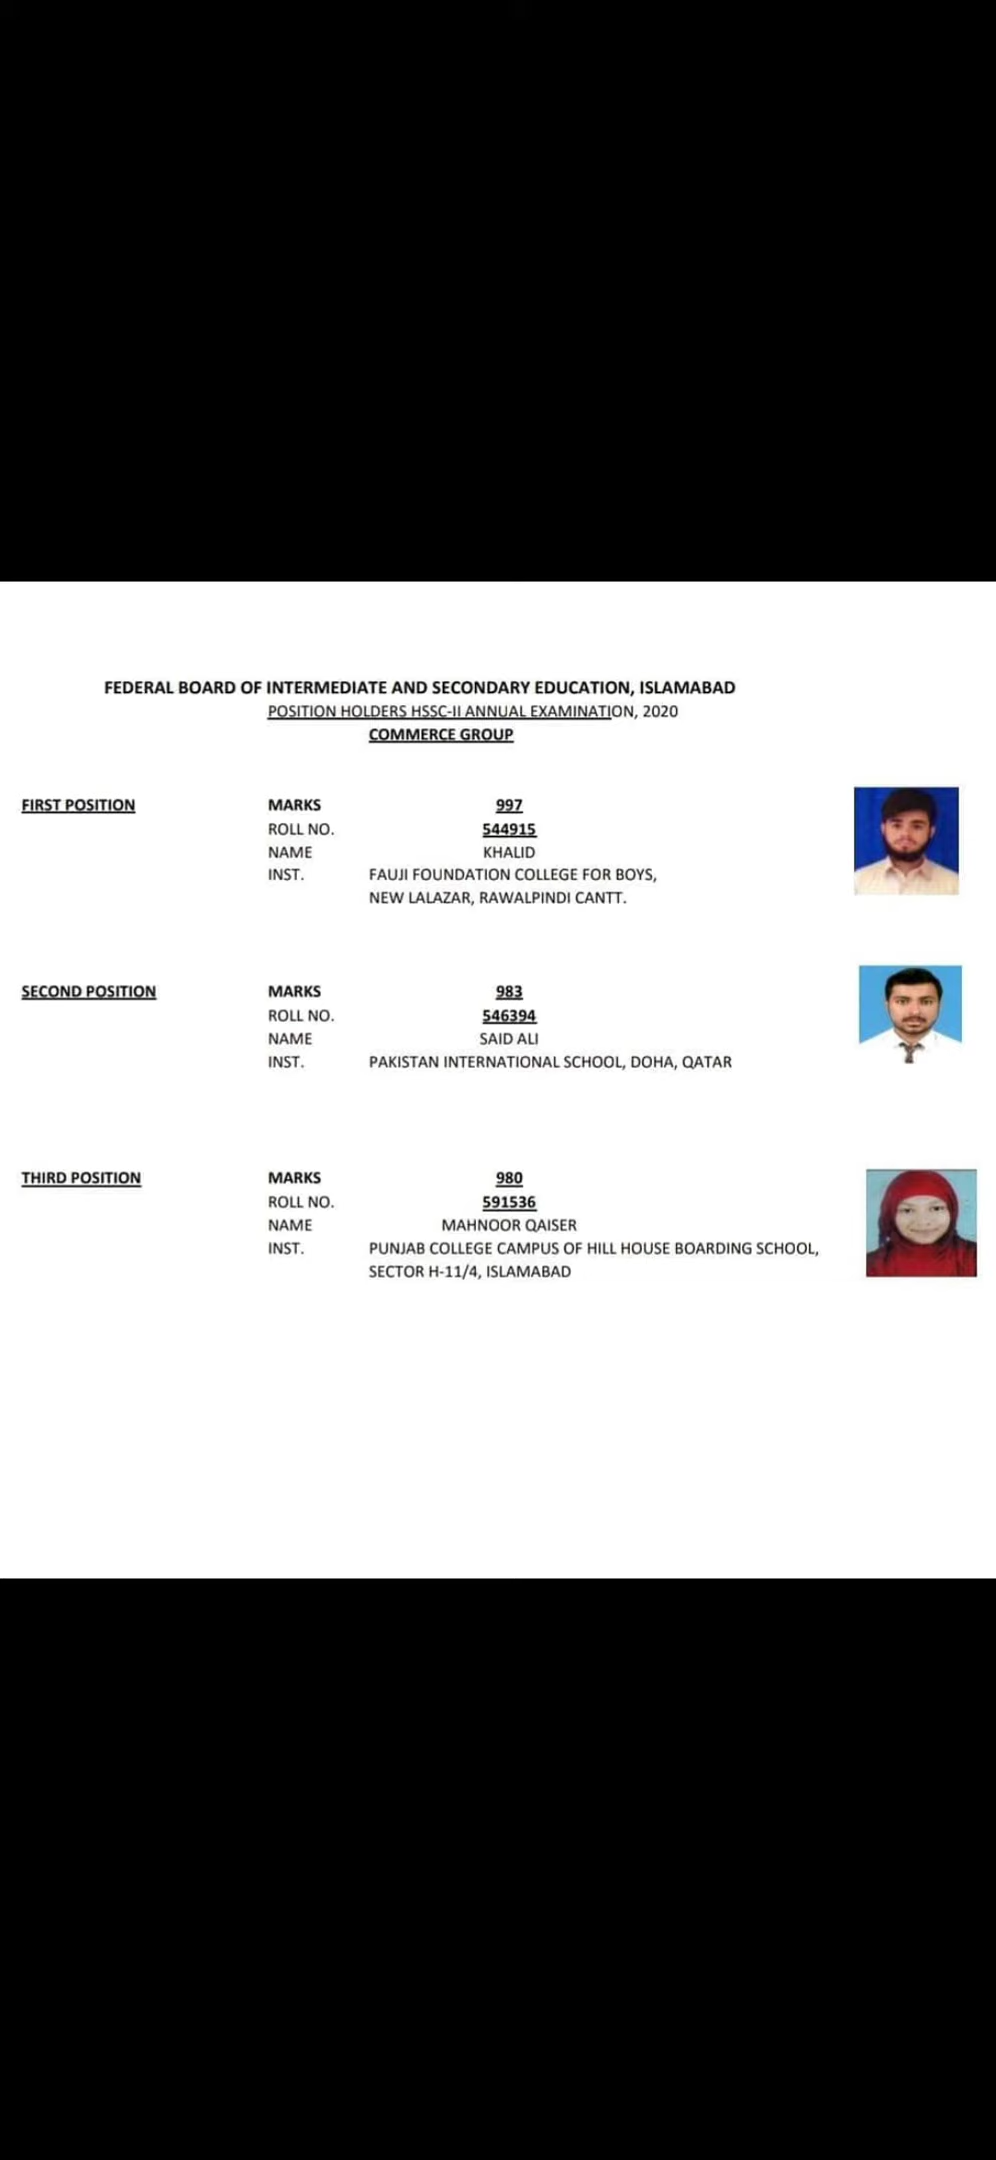 FEDERAL BOARD OF INTERMEDIATE AND SECONDARY EDUCATION, ISLAMABAD
POSITION HOLDERS HSSC-II ANNUAL EXAMINATION, 2020
COMMERCE GROUP
FIRST POSITION MARKS 997
ROLL NO. 544915
NAME KHALID
INST. FAUJI FOUNDATION COLLEGE FOR BOYS,
NEW LALAZAR, RAWALPINDI CANTT.
SECOND POSITION MARKS 983
ROLL NO. 546394
NAME SAID ALI
INST. PAKISTAN INTERNATIONAL SCHOOL, DOHA, QATAR
THIRD POSITION MARKS 980
ROLL NO. 591536
NAME MAHNOOR QAISER
INST. PUNJAB COLLEGE CAMPUS OF HILL HOUSE BOARDING SCHOOL,
SECTOR H-11/4, ISLAMABAD